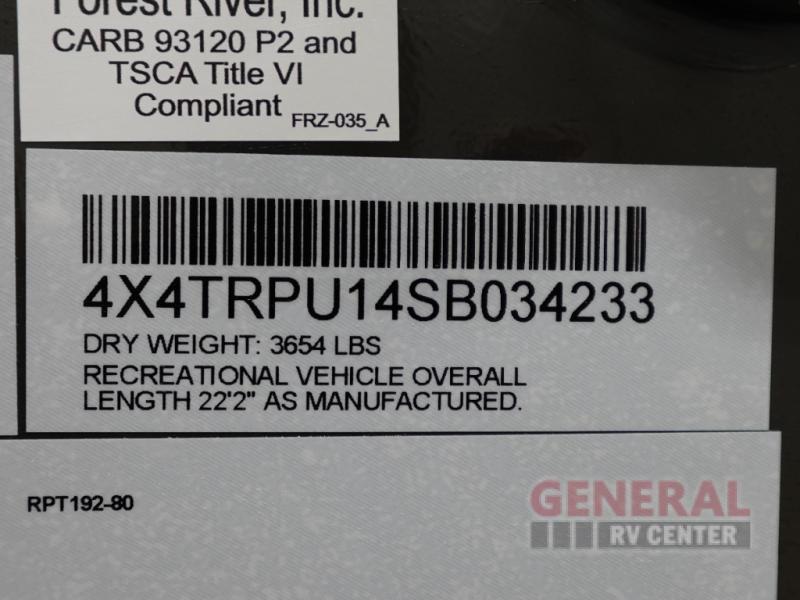 Forest River, Inc.
CARB 93120 P2 and
TSCA Title VI
Compliant
FRZ-035_A
4X4TRPU14SB034233
DRY WEIGHT: 3654 LBS
RECREATIONAL VEHICLE OVERALL
LENGTH 22'2" AS MANUFACTURED.
RPT192-80
GENERAL
RV CENTER